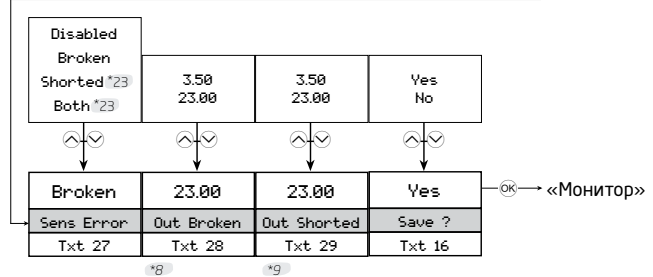 Disabled
Broken
Shorted *23
Both *23
3.50
23.00
3.50
23.00
Yes
No
Broken
23.00
23.00
Yes
OK
«Монитор»
Sens Error
Out Broken
Out Shorted
Save ?
Txt 27
Txt 28
Txt 29
Txt 16
*8
*9